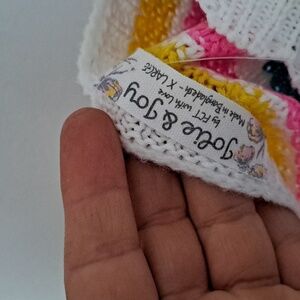 Jolie & Joy
by FCT with Love
Made in Bangladesh X LARGE